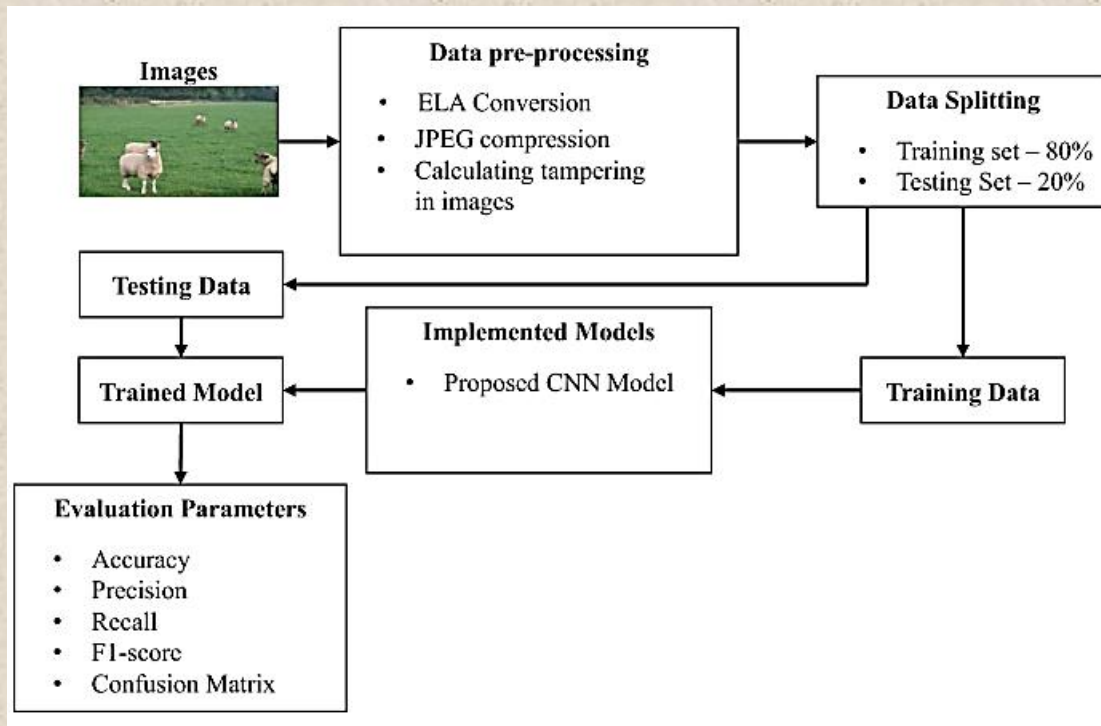 Images
Data pre-processing
• ELA Conversion
• JPEG compression
• Calculating tampering
in images
Data Splitting
• Training set – 80%
• Testing Set – 20%
Testing Data
Implemented Models
• Proposed CNN Model
Trained Model
Training Data
Evaluation Parameters
• Accuracy
• Precision
• Recall
• F1-score
• Confusion Matrix